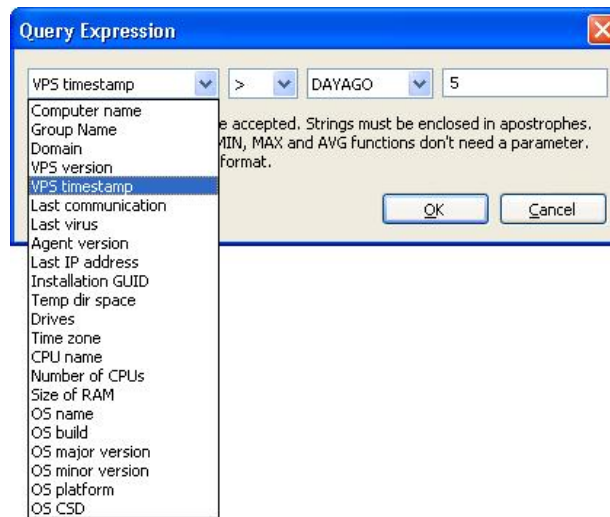 Query Expression
VPS timestamp > DAYAGO 5
Computer name
Group Name
Domain
VPS version
VPS timestamp
Last communication
Last virus
Agent version
Last IP address
Installation GUID
Temp dir space
Drives
Time zone
CPU name
Number of CPUs
Size of RAM
OS name
OS build
OS major version
OS minor version
OS platform
OS CSD
e accepted. Strings must be enclosed in apostrophes.
MIN, MAX and AVG functions don't need a parameter.
format.
OK Cancel